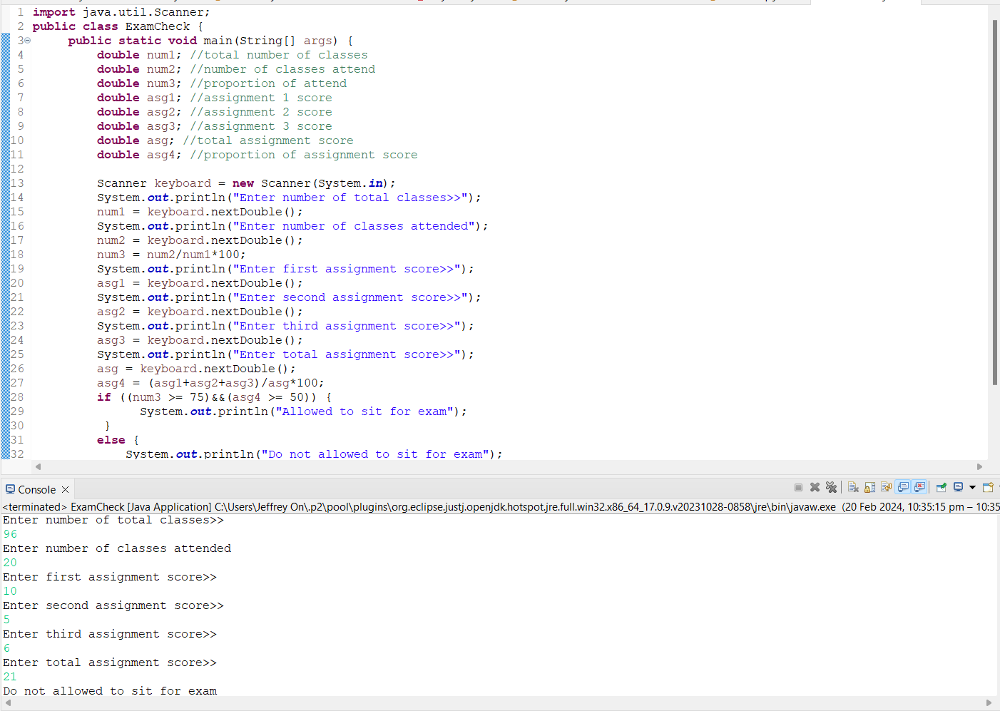 1 import java.util.Scanner;
2 public class ExamCheck {
3 public static void main(String[] args) {
4 double num1; //total number of classes
5 double num2; //number of classes attend
6 double num3; //proportion of attend
7 double asg1; //assignment 1 score
8 double asg2; //assignment 2 score
9 double asg3; //assignment 3 score
10 double asg; //total assignment score
11 double asg4; //proportion of assignment score
12
13 Scanner keyboard = new Scanner(System.in);
14 System.out.println("Enter number of total classes>>");
15 num1 = keyboard.nextDouble();
16 System.out.println("Enter number of classes attended");
17 num2 = keyboard.nextDouble();
18 num3 = num2/num1*100;
19 System.out.println("Enter first assignment score>>");
20 asg1 = keyboard.nextDouble();
21 System.out.println("Enter second assignment score>>");
22 asg2 = keyboard.nextDouble();
23 System.out.println("Enter third assignment score>>");
24 asg3 = keyboard.nextDouble();
25 System.out.println("Enter total assignment score>>");
26 asg = keyboard.nextDouble();
27 asg4 = (asg1+asg2+asg3)/asg*100;
28 if ((num3 >= 75)&&(asg4 >= 50)) {
29 System.out.println("Allowed to sit for exam");
30 }
31 else {
32 System.out.println("Do not allowed to sit for exam");
Console
<terminated> ExamCheck [Java Application] C:\Users\Jeffrey On\.p2\pool\plugins\org.eclipse.justj.openjdk.hotspot.jre.full.win32.x86_64_17.0.9.v20231028-0858\jre\bin\javaw.exe (20 Feb 2024, 10:35:15 pm – 10:35
Enter number of total classes>>
96
Enter number of classes attended
20
Enter first assignment score>>
10
Enter second assignment score>>
5
Enter third assignment score>>
6
Enter total assignment score>>
21
Do not allowed to sit for exam